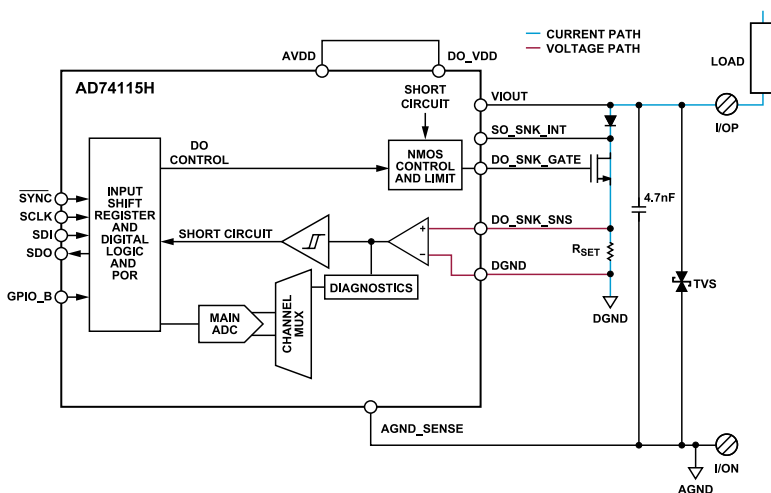 AVDD
DO_VDD
CURRENT PATH
VOLTAGE PATH
LOAD
AD74115H
SHORT
CIRCUIT
VIOUT
I/OP
SO_SNK_INT
DO
CONTROL
NMOS
CONTROL
AND LIMIT
DO_SNK_GATE
INPUT
SHIFT
REGISTER
AND
DIGITAL
LOGIC
AND
POR
SYNC
SCLK
SDI
SDO
GPIO_B
4.7nF
SHORT CIRCUIT
+
−
DO_SNK_SNS
RSET
DGND
DIAGNOSTICS
TVS
DGND
MAIN
ADC
CHANNEL
MUX
AGND_SENSE
I/ON
AGND